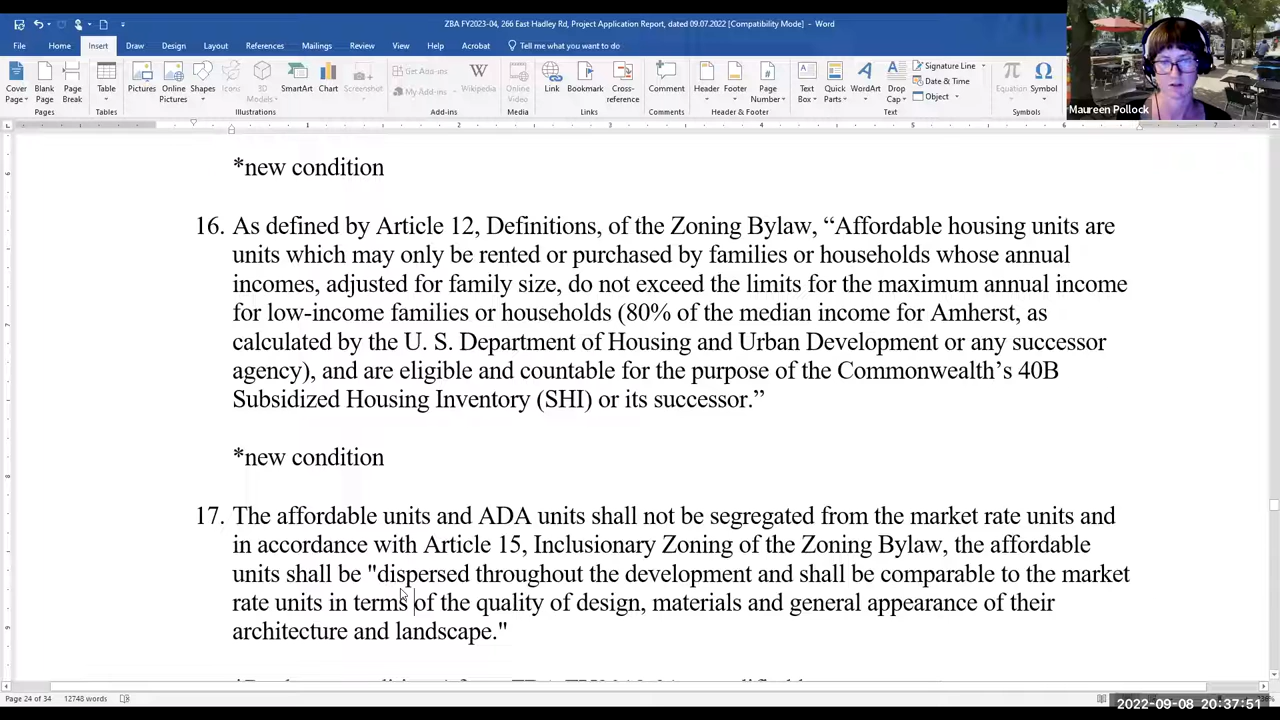 ZBA FY2023-04, 266 East Hadley Rd, Project Application Report, dated 09.07.2022 [Compatibility Mode] - Word
File Home Insert Draw Design Layout References Mailings Review View Help Acrobat Tell me what you want to do
Cover Page Blank Page Page Break Table Pictures Online Pictures Shapes Icons 3D Models SmartArt Chart Screenshot Get Add-ins My Add-ins Wikipedia Online Video Link Bookmark Cross-reference Comment Header Footer Page Number Text Box Quick Parts WordArt Drop Cap Signature Line Date & Time Object Equation Symbol
Pages Tables Illustrations Add-ins Media Links Comments Header & Footer Text Symbols
Maureen Pollock
*new condition
16. As defined by Article 12, Definitions, of the Zoning Bylaw, “Affordable housing units are
units which may only be rented or purchased by families or households whose annual
incomes, adjusted for family size, do not exceed the limits for the maximum annual income
for low-income families or households (80% of the median income for Amherst, as
calculated by the U. S. Department of Housing and Urban Development or any successor
agency), and are eligible and countable for the purpose of the Commonwealth’s 40B
Subsidized Housing Inventory (SHI) or its successor.”
*new condition
17. The affordable units and ADA units shall not be segregated from the market rate units and
in accordance with Article 15, Inclusionary Zoning of the Zoning Bylaw, the affordable
units shall be "dispersed throughout the development and shall be comparable to the market
rate units in terms of the quality of design, materials and general appearance of their
architecture and landscape."
Page 24 of 34 12748 words
2022-09-08 20:37:51